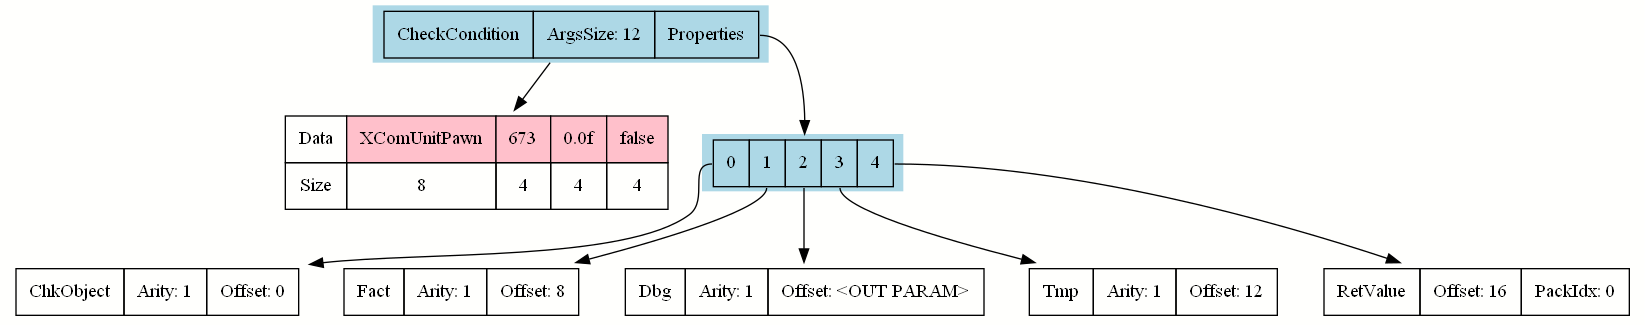 CheckCondition ArgsSize: 12 Properties
Data XComUnitPawn 673 0.0f false
Size 8 4 4 4
0 1 2 3 4
ChkObject Arity: 1 Offset: 0
Fact Arity: 1 Offset: 8
Dbg Arity: 1 Offset: <OUT PARAM>
Tmp Arity: 1 Offset: 12
RetValue Offset: 16 PackIdx: 0